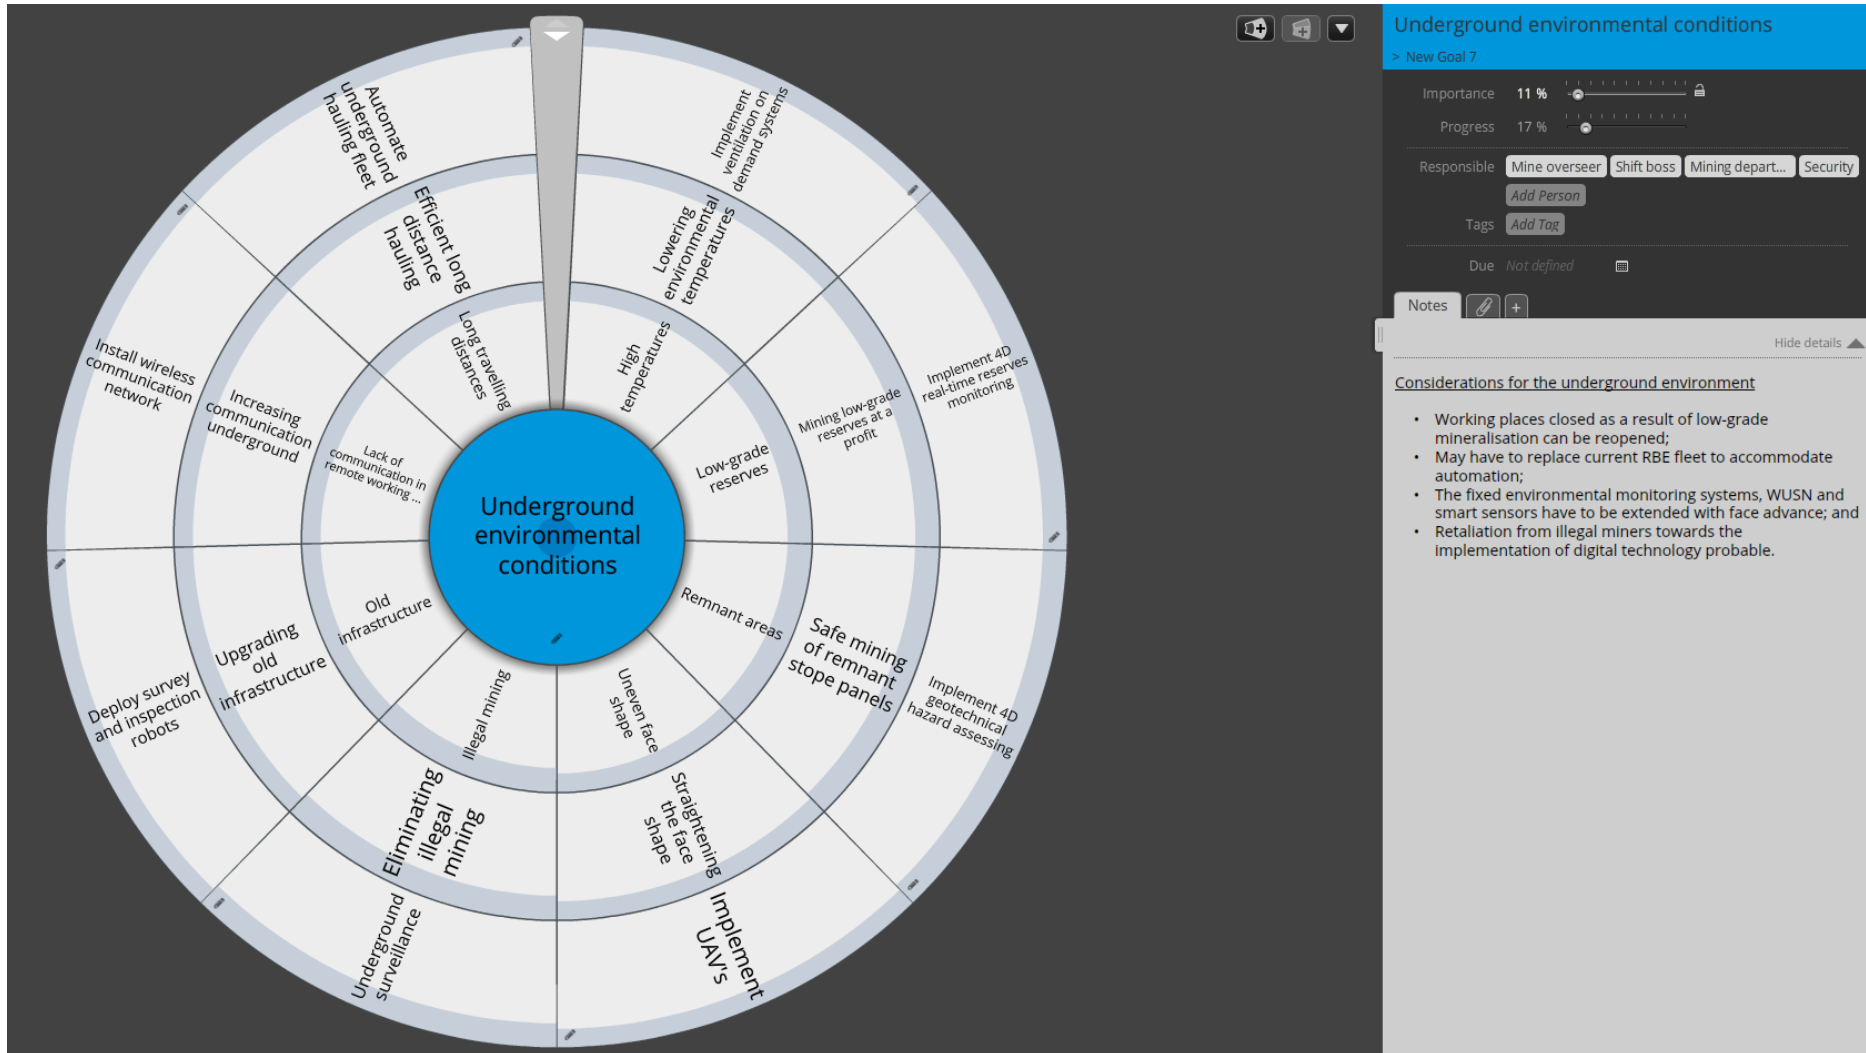 Automate
underground
hauling fleet
Implement
ventilation on
demand systems
Efficient long
distance
hauling
Lowering
environmental
temperatures
Long travelling
distances
High
temperatures
Install wireless
communication
network
Increasing
communication
underground
Lack of
communication in
remote working ...
Low-grade
reserves
Mining low-grade
reserves at a
profit
Implement 4D
real-time reserves
monitoring
Underground
environmental
conditions
Deploy survey
and inspection
robots
Upgrading
old
infrastructure
Old
infrastructure
Remnant areas
Safe mining
of remnant
stope panels
Implement 4D
geotechnical
hazard assessing
Illegal mining
Uneven face
shape
Eliminating
illegal
mining
Straightening
the face
shape
Underground
surveillance
Implement
UAV's
Underground environmental conditions
> New Goal 7
Importance 11 %
Progress 17 %
Responsible Mine overseer Shift boss Mining depart... Security
Add Person
Tags Add Tag
Due Not defined
Notes +
Hide details
Considerations for the underground environment
• Working places closed as a result of low-grade
mineralisation can be reopened;
• May have to replace current RBE fleet to accommodate
automation;
• The fixed environmental monitoring systems, WUSN and
smart sensors have to be extended with face advance; and
• Retaliation from illegal miners towards the
implementation of digital technology probable.